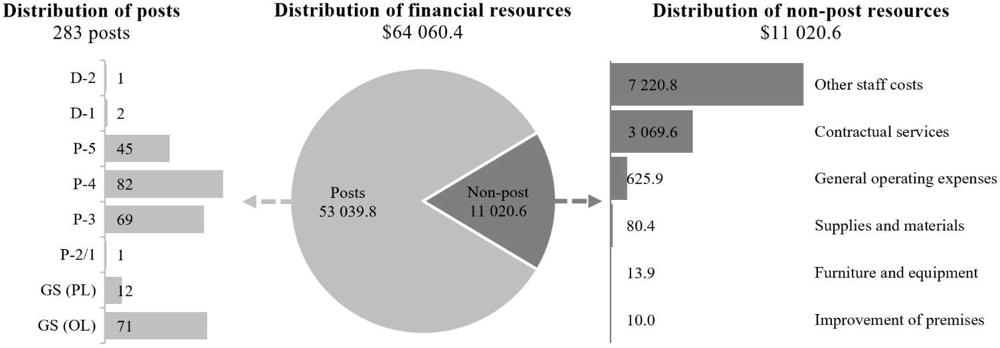 Distribution of posts
283 posts
D-2 1
D-1 2
P-5 45
P-4 82
P-3 69
P-2/1 1
GS (PL) 12
GS (OL) 71
Distribution of financial resources
$64 060.4
Posts
53 039.8
Non-post
11 020.6
Distribution of non-post resources
$11 020.6
7 220.8 Other staff costs
3 069.6 Contractual services
625.9 General operating expenses
80.4 Supplies and materials
13.9 Furniture and equipment
10.0 Improvement of premises